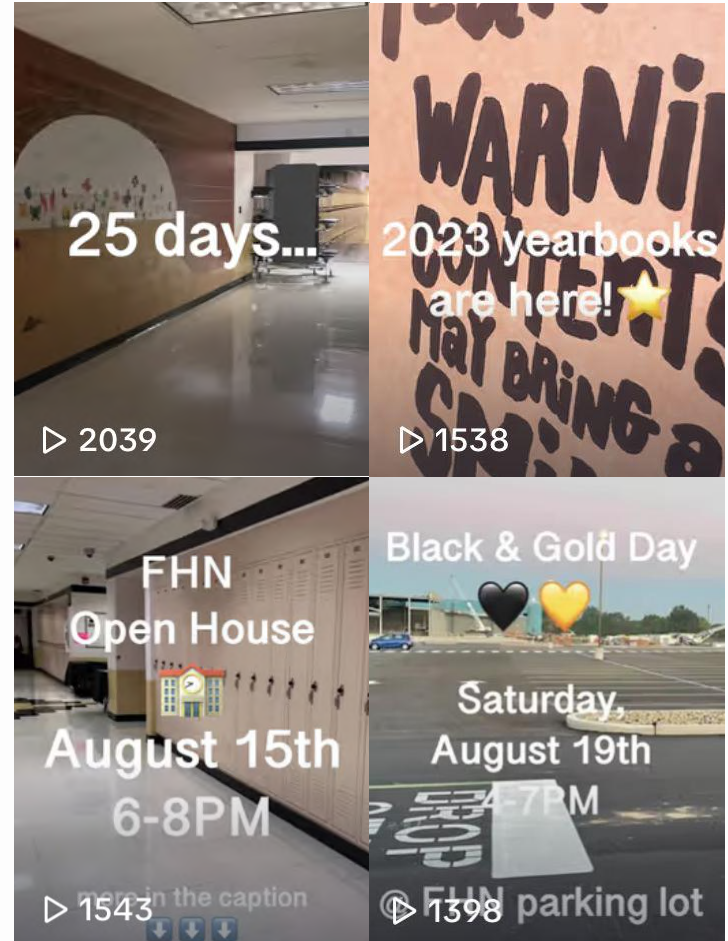 25 days...
2039
WARNi
2023 yearbooks
CONTENTS
are here!⭐
MaY BRiNG a
1538
FHN
Open House
🏫
August 15th
6-8PM
more in the caption
⬇️⬇️⬇️
1543
Black & Gold Day
🖤💛
Saturday,
August 19th
4-7PM
@ FHN parking lot
1398